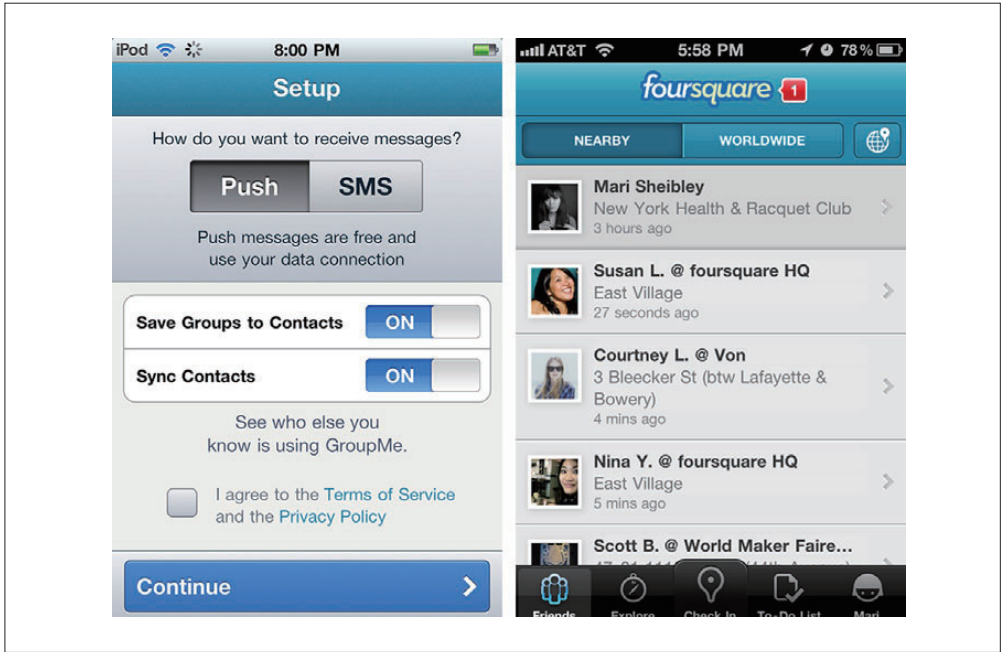 iPod 8:00 PM
Setup
How do you want to receive messages?
Push SMS
Push messages are free and
use your data connection
Save Groups to Contacts ON
Sync Contacts ON
See who else you
know is using GroupMe.
I agree to the Terms of Service
and the Privacy Policy
Continue
AT&T 5:58 PM 78%
foursquare 1
NEARBY WORLDWIDE
Mari Sheibley
New York Health & Racquet Club
3 hours ago
Susan L. @ foursquare HQ
East Village
27 seconds ago
Courtney L. @ Von
3 Bleecker St (btw Lafayette &
Bowery)
4 mins ago
Nina Y. @ foursquare HQ
East Village
5 mins ago
Scott B. @ World Maker Faire...
Friends Explore Check In To-Do List Mari